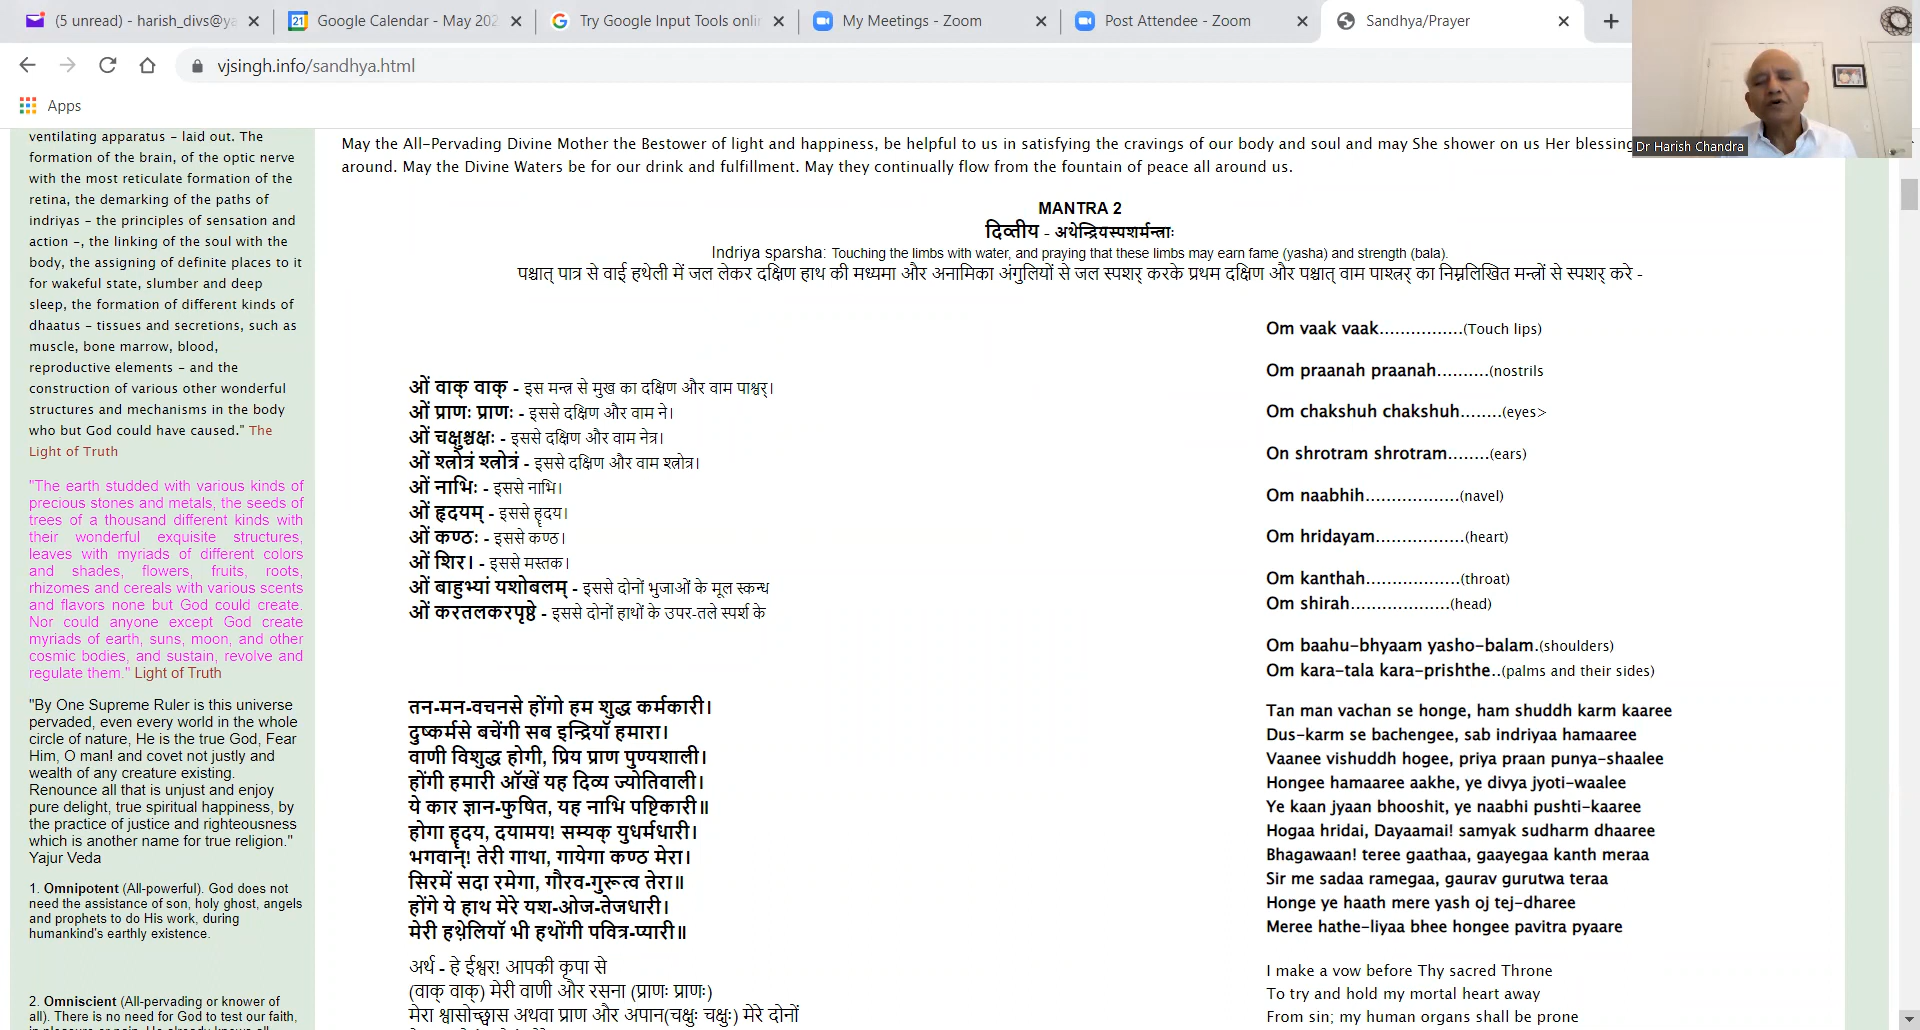 (5 unread) - harish_divs@ya
Google Calendar - May 202
Try Google Input Tools onlin
My Meetings - Zoom
Post Attendee - Zoom
Sandhya/Prayer
vjsingh.info/sandhya.html
Apps
Dr Harish Chandra
ventilating apparatus – laid out. The
formation of the brain, of the optic nerve
with the most reticulate formation of the
retina, the demarking of the paths of
indriyas – the principles of sensation and
action –, the linking of the soul with the
body, the assigning of definite places to it
for wakeful state, slumber and deep
sleep, the formation of different kinds of
dhaatus – tissues and secretions, such as
muscle, bone marrow, blood,
reproductive elements – and the
construction of various other wonderful
structures and mechanisms in the body
who but God could have caused." The
Light of Truth
"The earth studded with various kinds of
precious stones and metals, the seeds of
trees of a thousand different kinds with
their wonderful exquisite structures,
leaves with myriads of different colors
and shades, flowers, fruits, roots,
rhizomes and cereals with various scents
and flavors none but God could create.
Nor could anyone except God create
myriads of earth, suns, moon, and other
cosmic bodies, and sustain, revolve and
regulate them." Light of Truth
"By One Supreme Ruler is this universe
pervaded, even every world in the whole
circle of nature, He is the true God, Fear
Him, O man! and covet not justly and
wealth of any creature existing.
Renounce all that is unjust and enjoy
pure delight, true spiritual happiness, by
the practice of justice and righteousness
which is another name for true religion."
Yajur Veda
1. Omnipotent (All-powerful). God does not
need the assistance of son, holy ghost, angels
and prophets to do His work, during
humankind's earthly existence.
2. Omniscient (All-pervading or knower of
all). There is no need for God to test our faith,
May the All-Pervading Divine Mother the Bestower of light and happiness, be helpful to us in satisfying the cravings of our body and soul and may She shower on us Her blessing
around. May the Divine Waters be for our drink and fulfillment. May they continually flow from the fountain of peace all around us.
MANTRA 2
दिव्तीय - अथेन्द्रियस्पशर्मन्त्राः
Indriya sparsha: Touching the limbs with water, and praying that these limbs may earn fame (yasha) and strength (bala).
पश्चात् पात्र से वाई हथेली में जल लेकर दक्षिण हाथ की मध्यमा और अनामिका अंगुलियों से जल स्पशर् करके प्रथम दक्षिण और पश्चात् वाम का निम्नलिखित मन्त्रों से स्पशर् करे -
ओं वाक् वाक् - इस मन्त्र से मुख का दक्षिण और वाम पाश्वर्।
ओं प्राणः प्राणः - इससे दक्षिण और वाम ने।
ओं चक्षुश्चक्षः - इससे दक्षिण और वाम नेत्र।
ओं श्त्रोत्रं श्त्रोत्रं - इससे दक्षिण और वाम श्त्रोत्र।
ओं नाभिः - इससे नाभि।
ओं हृदयम् - इससे हृदय।
ओं कण्ठः - इससे कण्ठ।
ओं शिर। - इससे मस्तक।
ओं बाहुभ्यां यशोबलम् - इससे दोनों भुजाओं के मूल स्कन्ध
ओं करतलकरपृष्ठे - इससे दोनों हाथों के उपर-तले स्पर्श के
तन-मन-वचनसे होंगो हम शुद्ध कर्मकारी।
दुष्कर्मसे बचेंगी सब इन्द्रियॉ हमारा।
वाणी विशुद्ध होगी, प्रिय प्राण पुण्यशाली।
होंगी हमारी ऑखें यह दिव्य ज्योतिवाली।
ये कार ज्ञान-फुषित, यह नाभि पष्टिकारी॥
होगा हृदय, दयामय! सम्यक् युधर्मधारी।
भगवान्! तेरी गाथा, गायेगा कण्ठ मेरा।
सिरमें सदा रमेगा, गौरव-गुरूत्व तेरा॥
होंगे ये हाथ मेरे यश-ओज-तेजधारी।
मेरी हथेलियॉ भी हथोंगी पवित्र-प्यारी॥
अर्थ - हे ईश्वर! आपकी कृपा से
(वाक् वाक्) मेरी वाणी और रसना (प्राणः प्राणः)
मेरा श्वासोच्छ्वास अथवा प्राण और अपान(चक्षुः चक्षुः) मेरे दोनों
Om vaak vaak................(Touch lips)
Om praanah praanah..........(nostrils
Om chakshuh chakshuh........(eyes>
On shrotram shrotram........(ears)
Om naabhih..................(navel)
Om hridayam.................(heart)
Om kanthah..................(throat)
Om shirah...................(head)
Om baahu-bhyaam yasho-balam.(shoulders)
Om kara-tala kara-prishthe..(palms and their sides)
Tan man vachan se honge, ham shuddh karm kaaree
Dus-karm se bachengee, sab indriyaa hamaaree
Vaanee vishuddh hogee, priya praan punya-shaalee
Hongee hamaaree aakhe, ye divya jyoti-waalee
Ye kaan jyaan bhooshit, ye naabhi pushti-kaaree
Hogaa hridai, Dayaamai! samyak sudharm dhaaree
Bhagawaan! teree gaathaa, gaayegaa kanth meraa
Sir me sadaa ramegaa, gaurav gurutwa teraa
Honge ye haath mere yash oj tej-dharee
Meree hathe-liyaa bhee hongee pavitra pyaare
I make a vow before Thy sacred Throne
To try and hold my mortal heart away
From sin; my human organs shall be prone